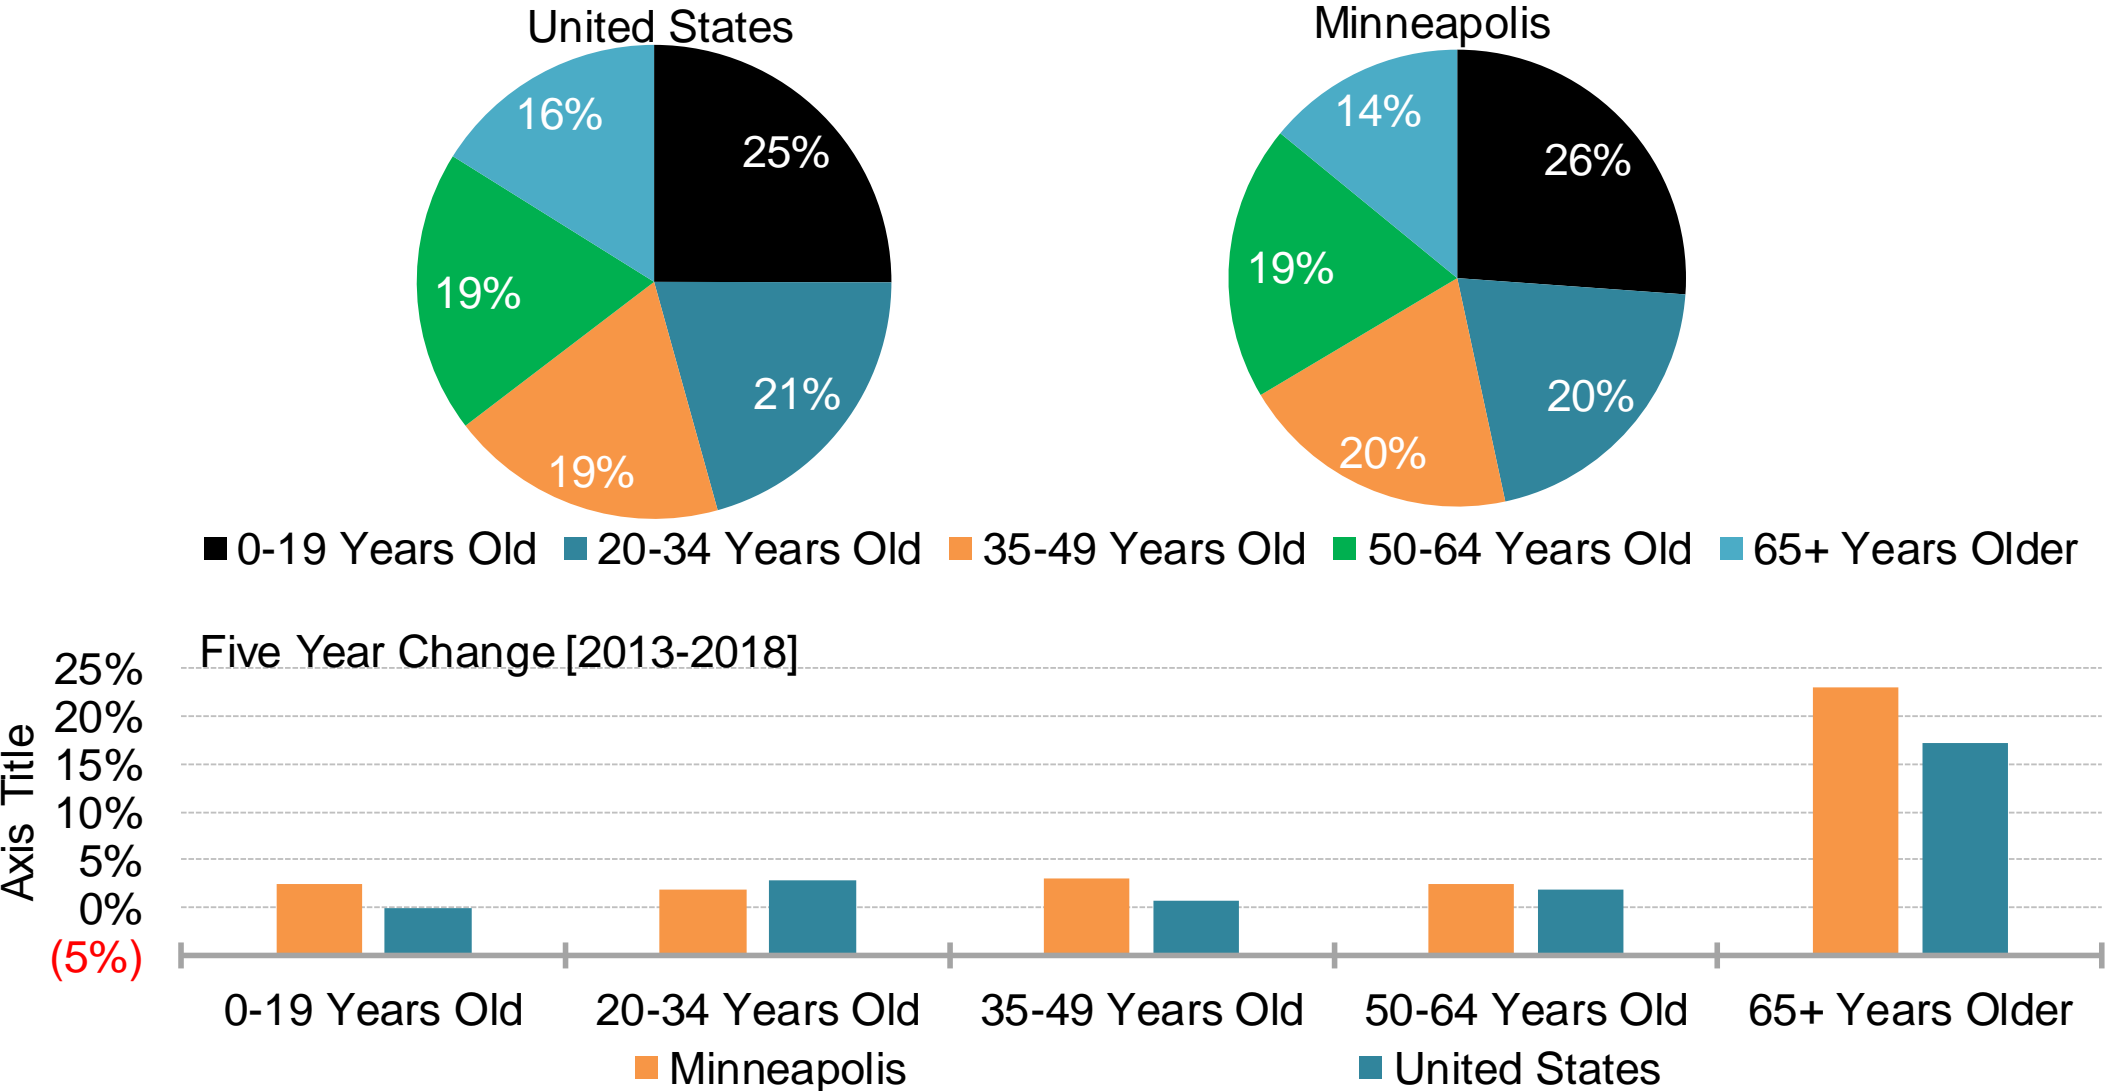 United States
Minneapolis
16%
25%
19%
21%
19%
14%
26%
19%
20%
20%
0-19 Years Old 20-34 Years Old 35-49 Years Old 50-64 Years Old 65+ Years Older
Five Year Change [2013-2018]
Axis Title
25%
20%
15%
10%
5%
0%
(5%)
0-19 Years Old 20-34 Years Old 35-49 Years Old 50-64 Years Old 65+ Years Older
Minneapolis United States